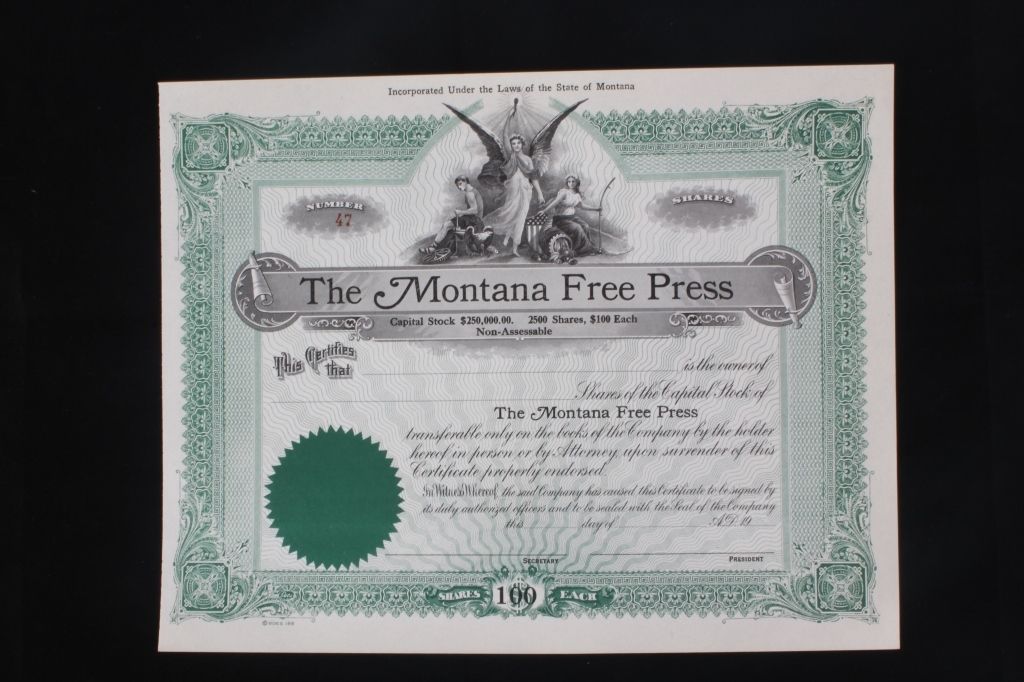 Incorporated Under the Laws of the State of Montana
NUMBER
47
SHARES
The Montana Free Press
Capital Stock $250,000.00. 2500 Shares, $100 Each
Non-Assessable
This Certifies that
is the owner of
Shares of the Capital Stock of
The Montana Free Press
transferable only on the books of the Company by the holder
hereof in person or by Attorney, upon surrender of this
Certificate properly endorsed.
In Witness Whereof, the said Company has caused this Certificate to be signed by
its duly authorized officers and to be sealed with the Seal of the Company
this day of A.D. 19
SECRETARY PRESIDENT
SHARES 100 EACH